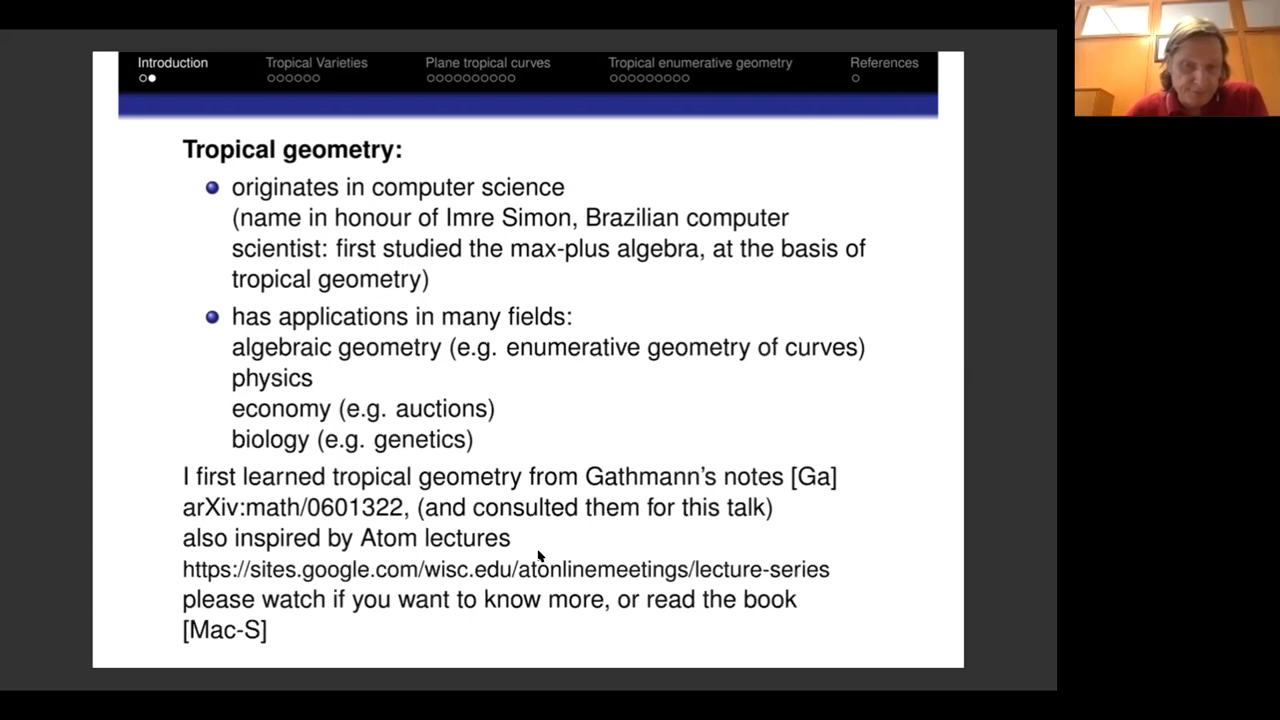 Introduction Tropical Varieties Plane tropical curves Tropical enumerative geometry References
Tropical geometry:
originates in computer science
(name in honour of Imre Simon, Brazilian computer
scientist: first studied the max-plus algebra, at the basis of
tropical geometry)
has applications in many fields:
algebraic geometry (e.g. enumerative geometry of curves)
physics
economy (e.g. auctions)
biology (e.g. genetics)
I first learned tropical geometry from Gathmann's notes [Ga]
arXiv:math/0601322, (and consulted them for this talk)
also inspired by Atom lectures
https://sites.google.com/wisc.edu/atonlinemeetings/lecture-series
please watch if you want to know more, or read the book
[Mac-S]